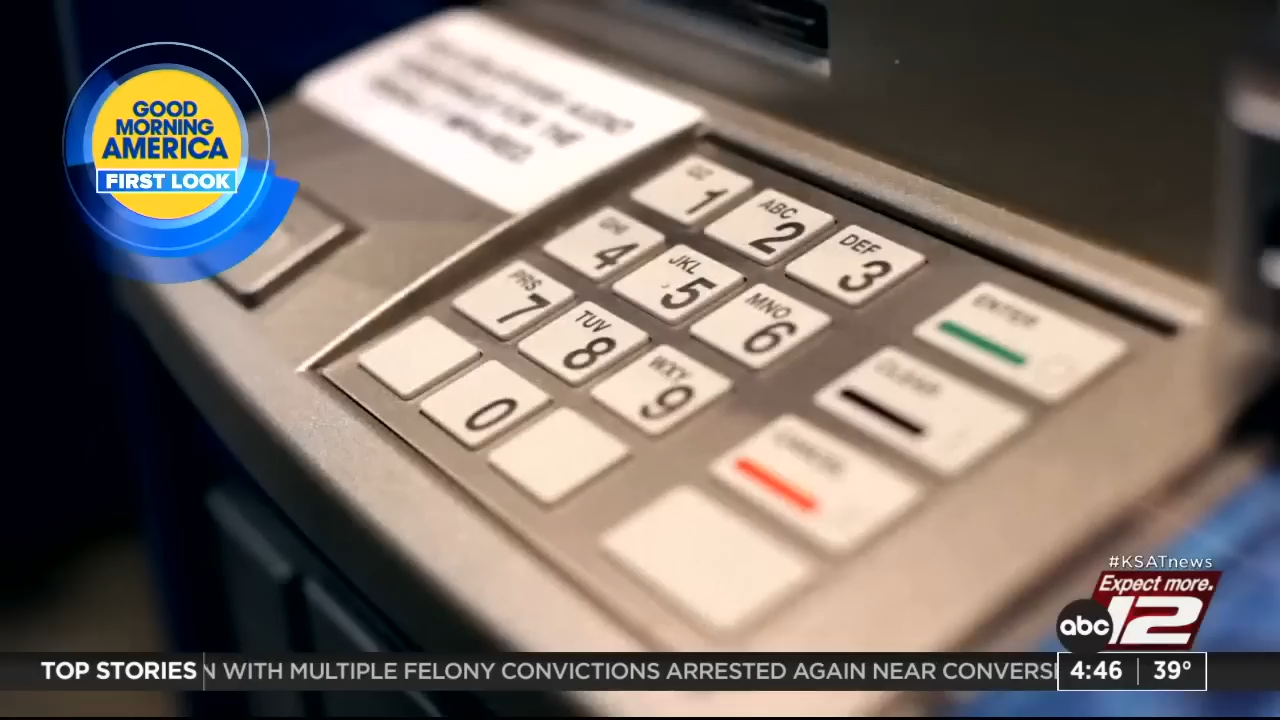 GOOD
MORNING
AMERICA
FIRST LOOK
QZ
1
ABC
2
DEF
3
GHI
4
JKL
5
MNO
6
PRS
7
TUV
8
WXY
9
0
ENTER
CLEAR
CANCEL
#KSATnews
Expect more.
abc 12
TOP STORIES N WITH MULTIPLE FELONY CONVICTIONS ARRESTED AGAIN NEAR CONVERS 4:46 39°